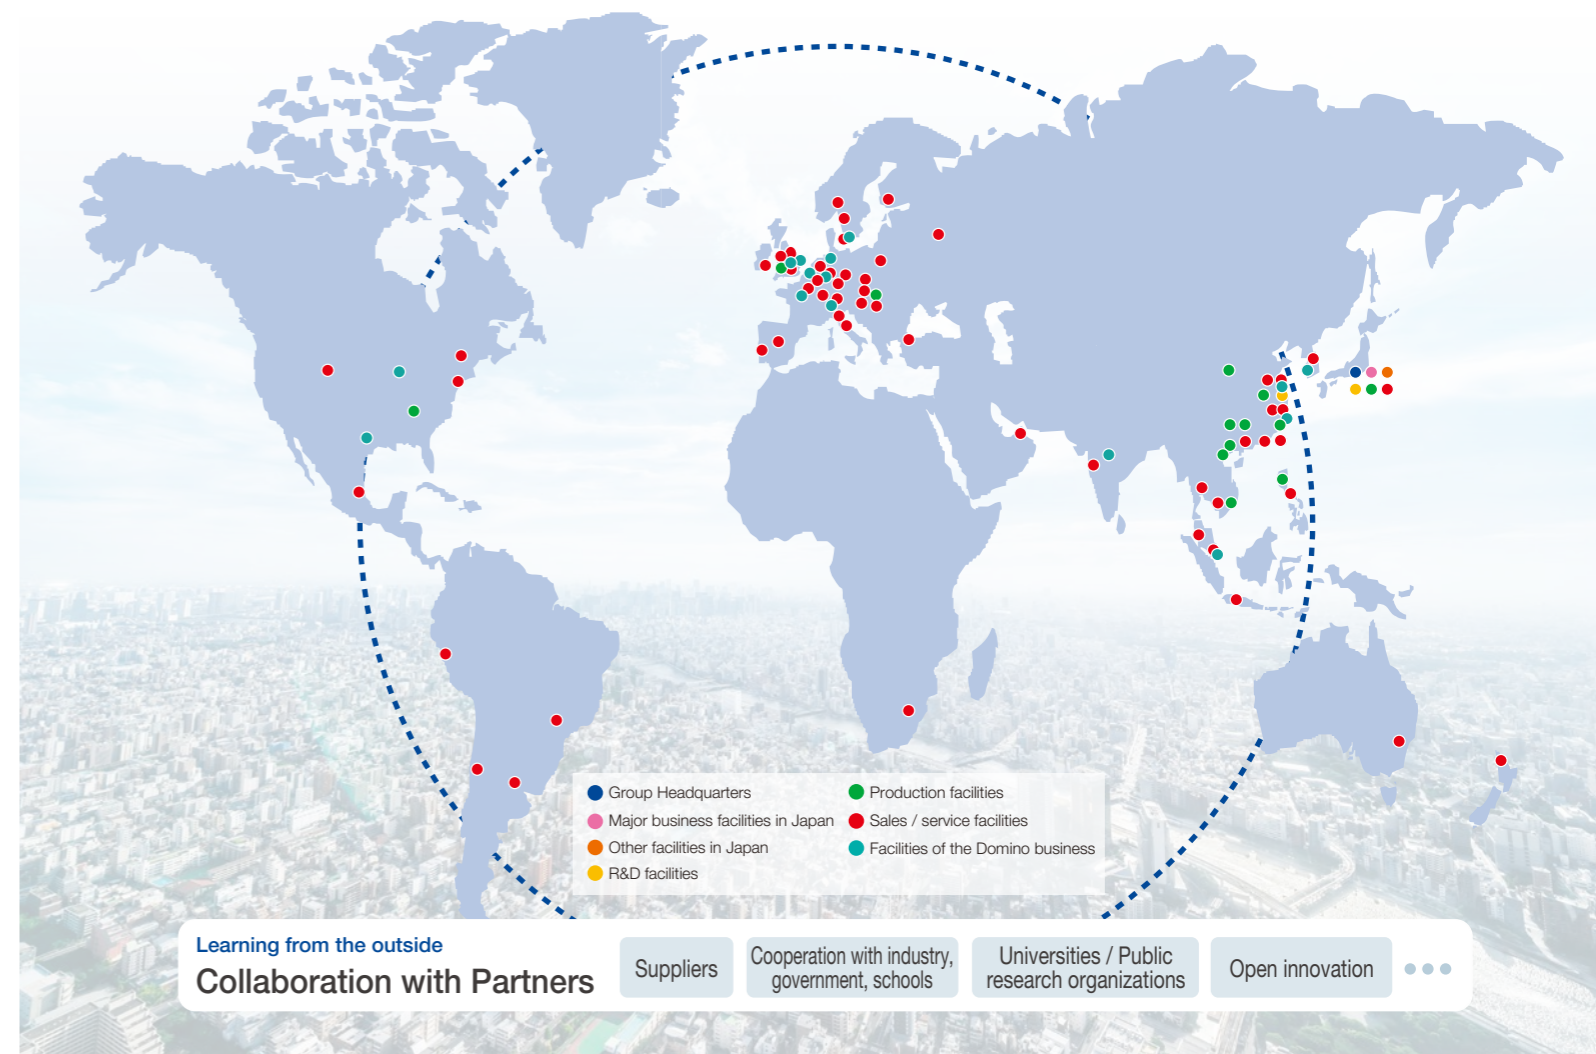 Group Headquarters
Major business facilities in Japan
Other facilities in Japan
R&D facilities
Production facilities
Sales / service facilities
Facilities of the Domino business
Learning from the outside
Collaboration with Partners
Suppliers
Cooperation with industry,
government, schools
Universities / Public
research organizations
Open innovation